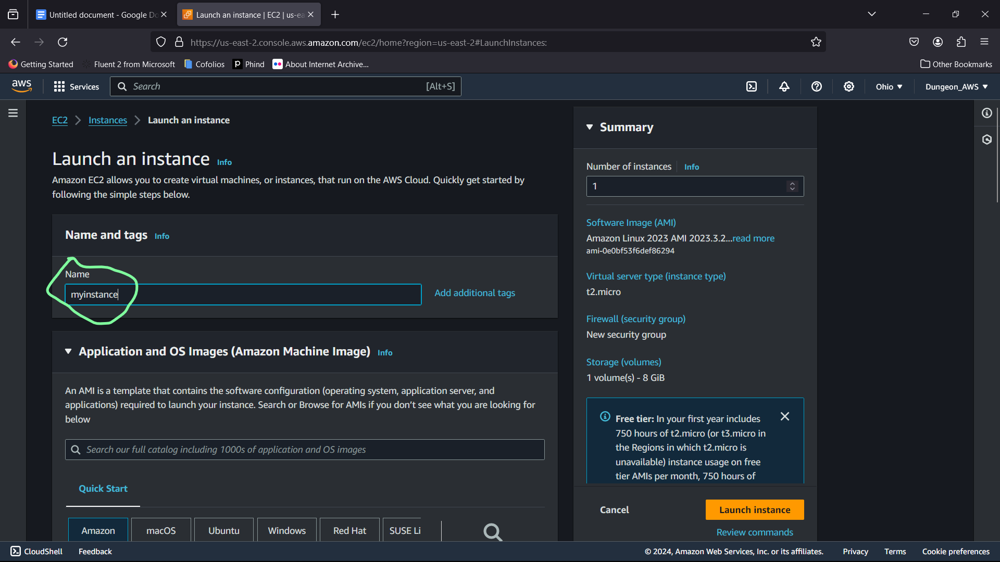 Untitled document - Google Do
Launch an instance | EC2 | us-ea
https://us-east-2.console.aws.amazon.com/ec2/home?region=us-east-2#LaunchInstances:
Getting Started
Fluent 2 from Microsoft
Cofolios
Phind
About Internet Archive...
Other Bookmarks
aws
Services
Search
[Alt+S]
Ohio
Dungeon_AWS
EC2
Instances
Launch an instance
Launch an instance Info
Amazon EC2 allows you to create virtual machines, or instances, that run on the AWS Cloud. Quickly get started by
following the simple steps below.
Name and tags Info
Name
myinstance
Add additional tags
Application and OS Images (Amazon Machine Image) Info
An AMI is a template that contains the software configuration (operating system, application server, and
applications) required to launch your instance. Search or Browse for AMIs if you don't see what you are looking for
below
Search our full catalog including 1000s of application and OS images
Quick Start
Amazon
macOS
Ubuntu
Windows
Red Hat
SUSE Li
Summary
Number of instances Info
1
Software Image (AMI)
Amazon Linux 2023 AMI 2023.3.2...read more
ami-0e0bf53f6def86294
Virtual server type (instance type)
t2.micro
Firewall (security group)
New security group
Storage (volumes)
1 volume(s) - 8 GiB
Free tier: In your first year includes
750 hours of t2.micro (or t3.micro in
the Regions in which t2.micro is
unavailable) instance usage on free
tier AMIs per month, 750 hours of
Cancel
Launch instance
Review commands
CloudShell
Feedback
© 2024, Amazon Web Services, Inc. or its affiliates.
Privacy
Terms
Cookie preferences